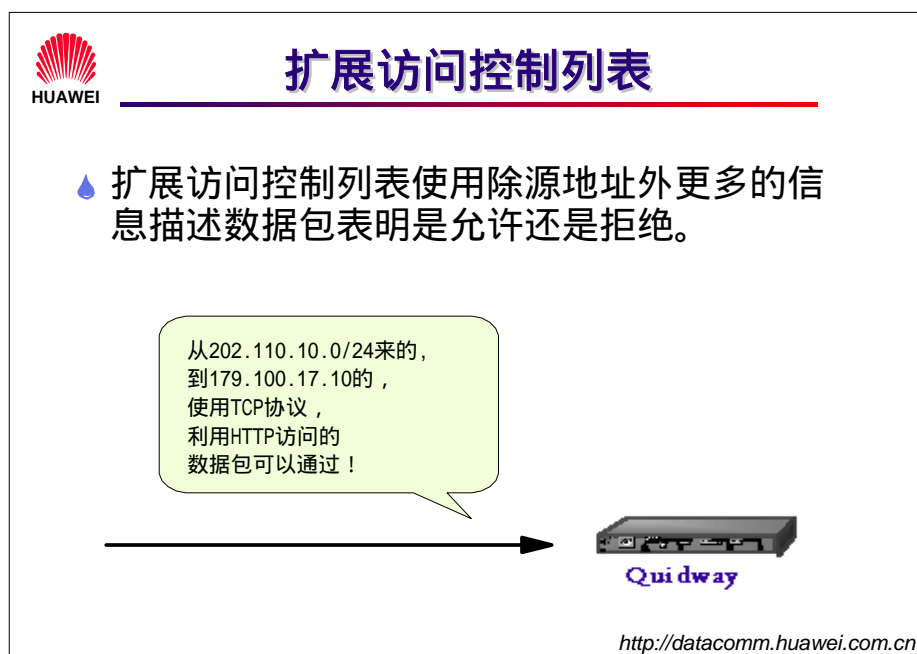 HUAWEI
扩展访问控制列表
扩展访问控制列表使用除源地址外更多的信
息描述数据包表明是允许还是拒绝。
从202.110.10.0/24来的,
到179.100.17.10的，
使用TCP协议，
利用HTTP访问的
数据包可以通过！
Quidway
http://datacomm.huawei.com.cn